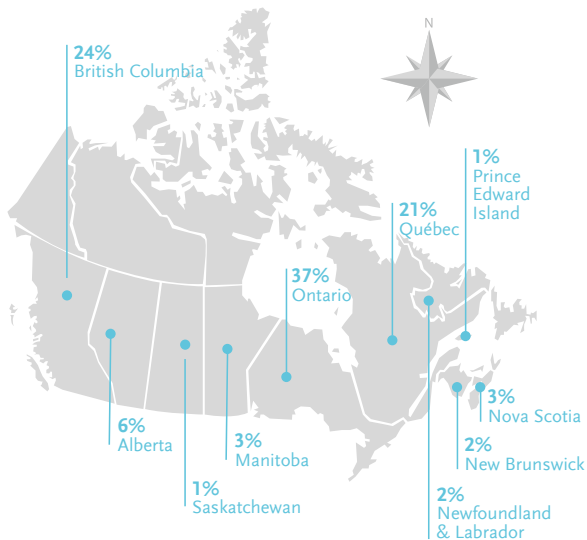 N
24%
British Columbia
1%
Prince
Edward
Island
21%
Québec
37%
Ontario
6%
Alberta
3%
Manitoba
1%
Saskatchewan
3%
Nova Scotia
2%
New Brunswick
2%
Newfoundland
& Labrador